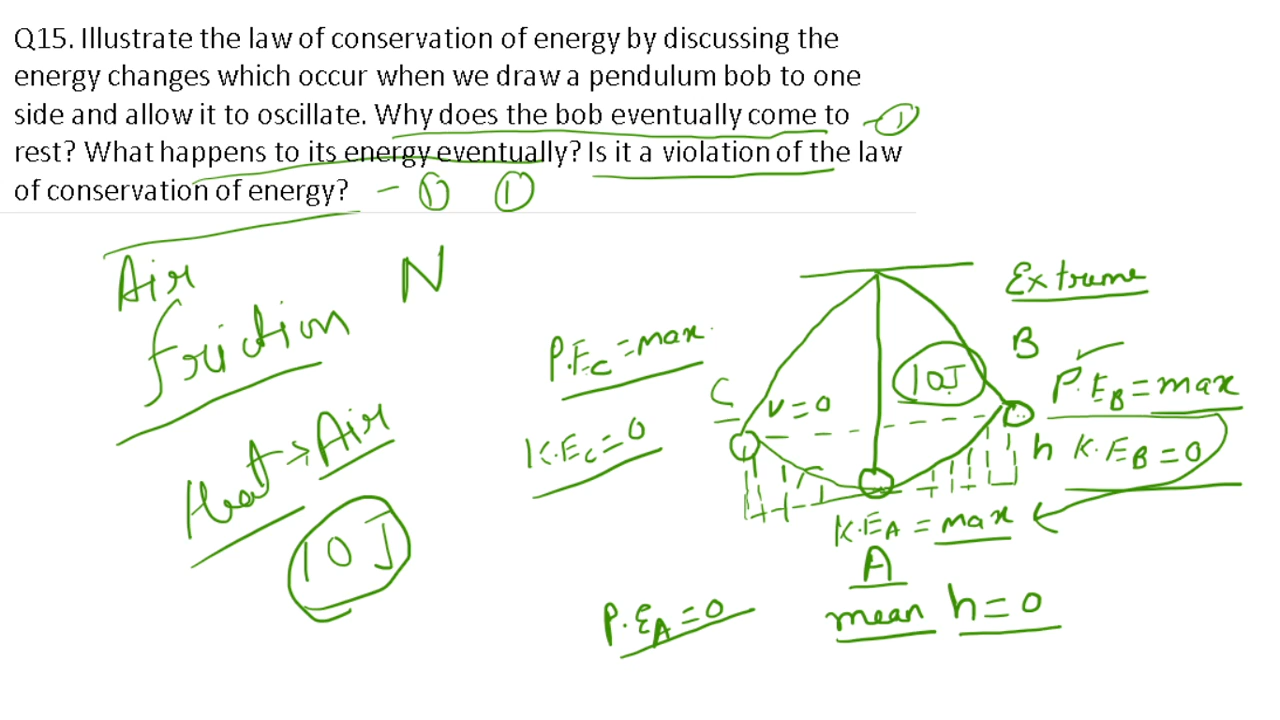 Q15. Illustrate the law of conservation of energy by discussing the
energy changes which occur when we draw a pendulum bob to one
side and allow it to oscillate. Why does the bob eventually come to
- 1
rest? What happens to its energy eventually? Is it a violation of the law
of conservation of energy?
- 1 1
Air
friction
N
Heat → Air
10 J
P.E_C = max
K.E_C = 0
C
V = 0
10J
Extreme
B
P.E_B = max
h K.E_B = 0
K.E_A = max
A
mean h = 0
P.E_A = 0